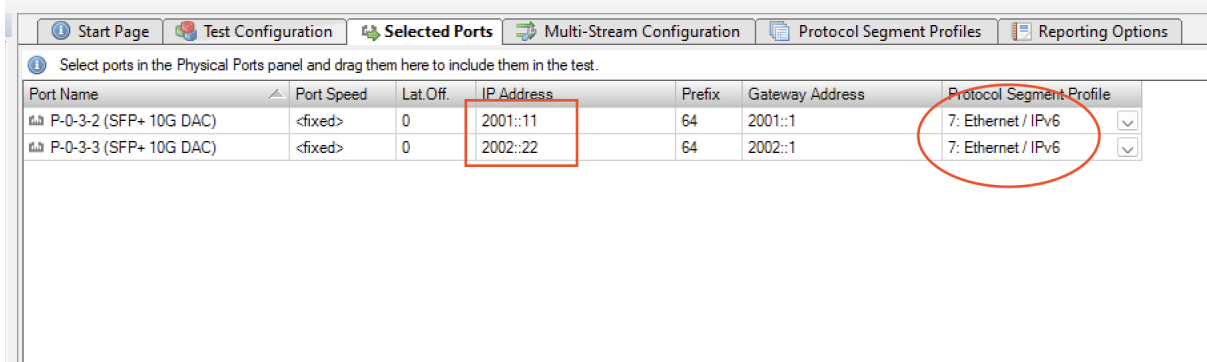 Start Page Test Configuration Selected Ports Multi-Stream Configuration Protocol Segment Profiles Reporting Options
Select ports in the Physical Ports panel and drag them here to include them in the test.
Port Name Port Speed Lat.Off. IP Address Prefix Gateway Address Protocol Segment Profile
P-0-3-2 (SFP+ 10G DAC) <fixed> 0 2001::11 64 2001::1 7: Ethernet / IPv6
P-0-3-3 (SFP+ 10G DAC) <fixed> 0 2002::22 64 2002::1 7: Ethernet / IPv6